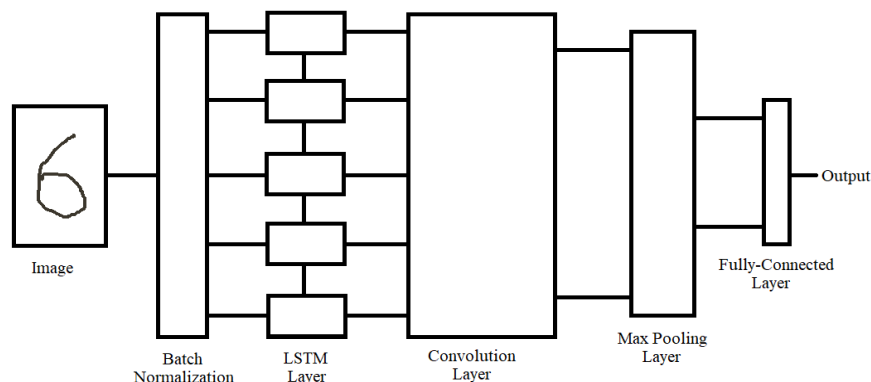 6
Image
Batch
Normalization
LSTM
Layer
Convolution
Layer
Max Pooling
Layer
Fully-Connected
Layer
Output